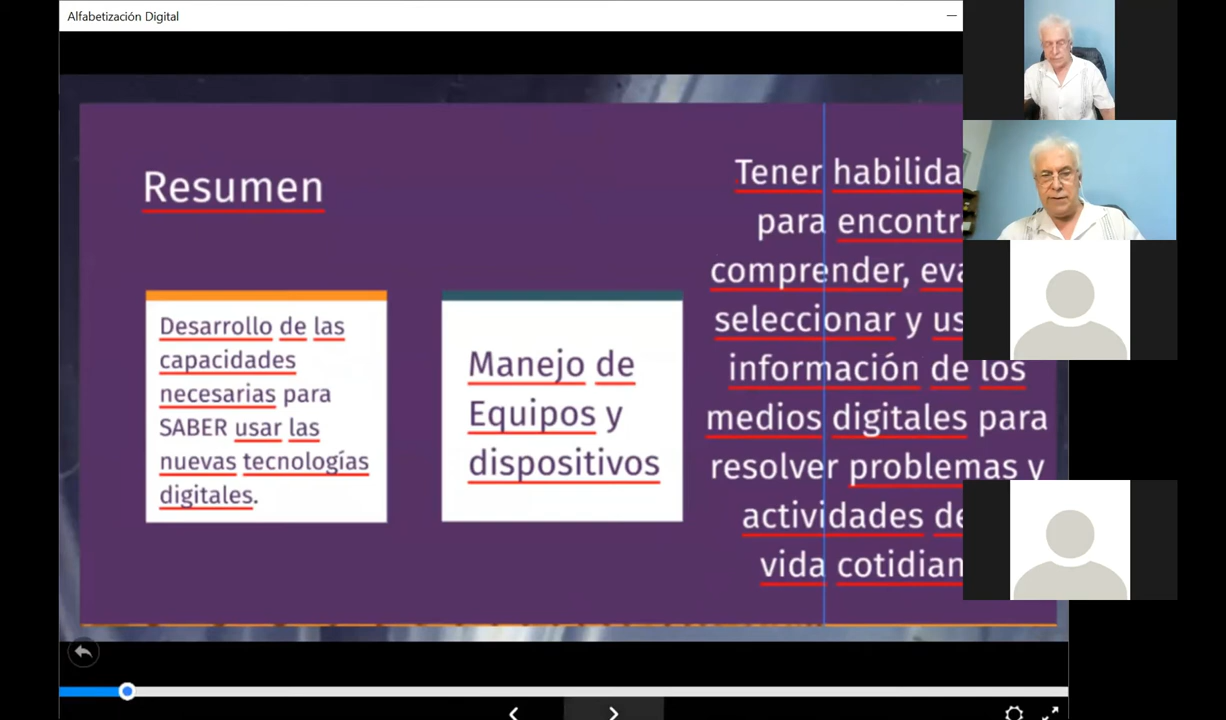 Alfabetización Digital
Resumen
Desarrollo de las
capacidades
necesarias para
SABER usar las
nuevas tecnologías
digitales.
Manejo de
Equipos y
dispositivos
Tener
para
comprender,
seleccionar y
información de los
medios digitales para
resolver problemas y
actividades
vida